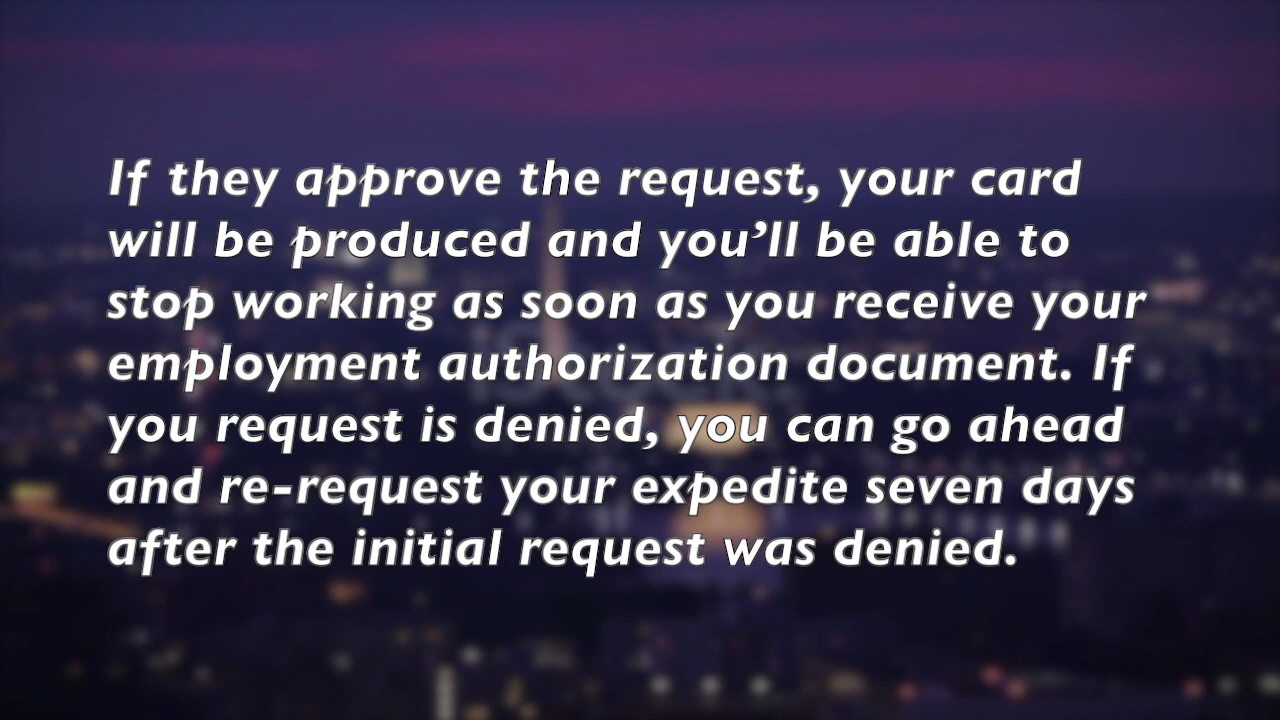 If they approve the request, your card
will be produced and you’ll be able to
stop working as soon as you receive your
employment authorization document. If
you request is denied, you can go ahead
and re-request your expedite seven days
after the initial request was denied.